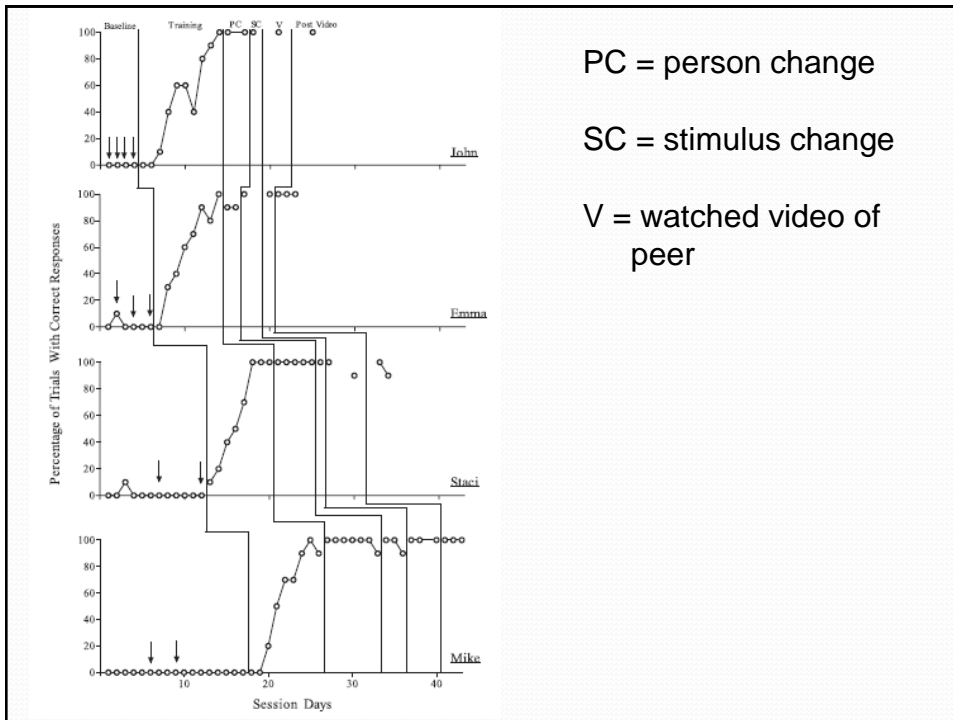 Baseline Training PC SC V Post Video
100
80
60
40
20
0
John
100
80
60
40
20
0
Emma
100
80
60
40
20
0
Staci
100
80
60
40
20
0
Mike
10 20 30 40
Session Days
Percentage of Trials With Correct Responses
PC = person change
SC = stimulus change
V = watched video of
peer